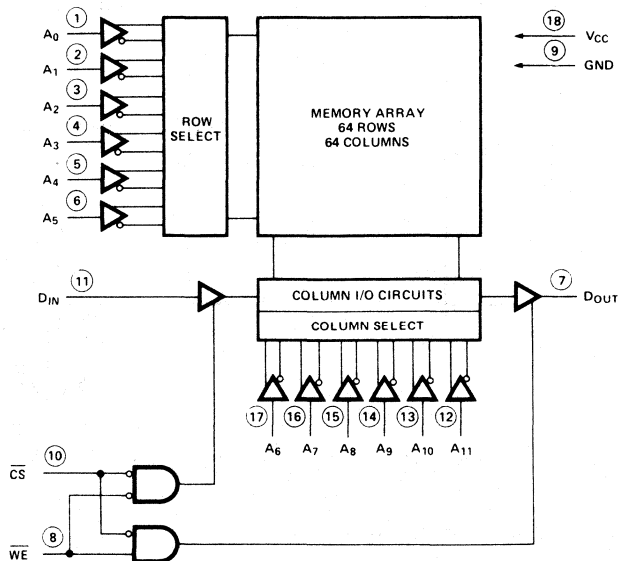 1
A0
2
A1
3
A2
4
A3
5
A4
6
A5
ROW
SELECT
MEMORY ARRAY
64 ROWS
64 COLUMNS
18
VCC
9
GND
11
DIN
COLUMN I/O CIRCUITS
COLUMN SELECT
7
DOUT
17
16
15
14
13
12
A6
A7
A8
A9
A10
A11
10
CS
8
WE